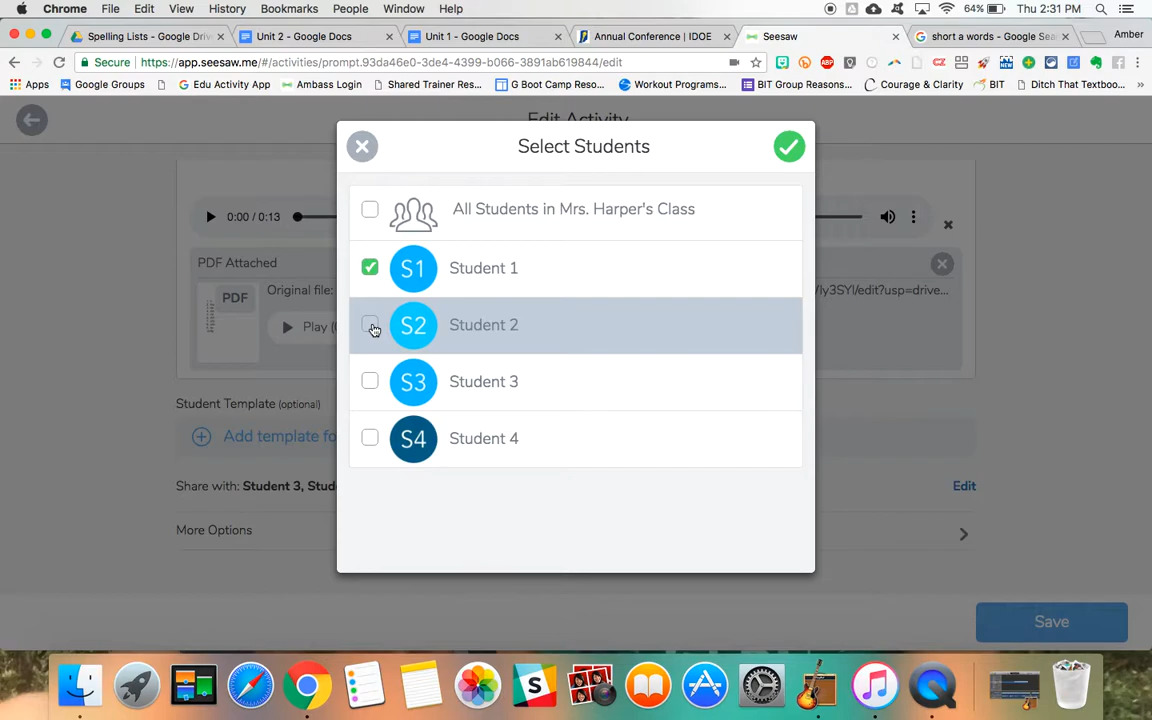 Chrome File Edit View History Bookmarks People Window Help 64% Thu 2:31 PM
Spelling Lists - Google Driv Unit 2 - Google Docs Unit 1 - Google Docs Annual Conference | IDOE Seesaw short a words - Google Sea Amber
Secure https://app.seesaw.me/#/activities/prompt.93da46e0-3de4-4399-b066-3891ab619844/edit
Apps Google Groups Edu Activity App Ambass Login Shared Trainer Res... G Boot Camp Reso... Workout Programs... BIT Group Reasons... Courage & Clarity BIT Ditch That Textboo... »
Edit Activity
Select Students
All Students in Mrs. Harper's Class
0:00 / 0:13
PDF Attached
S1 Student 1
PDF
Original file:
/Iy3SYl/edit?usp=drive...
Play (
S2 Student 2
S3 Student 3
Student Template (optional)
Add template fo
S4 Student 4
Share with: Student 3, Stud
Edit
More Options
Save